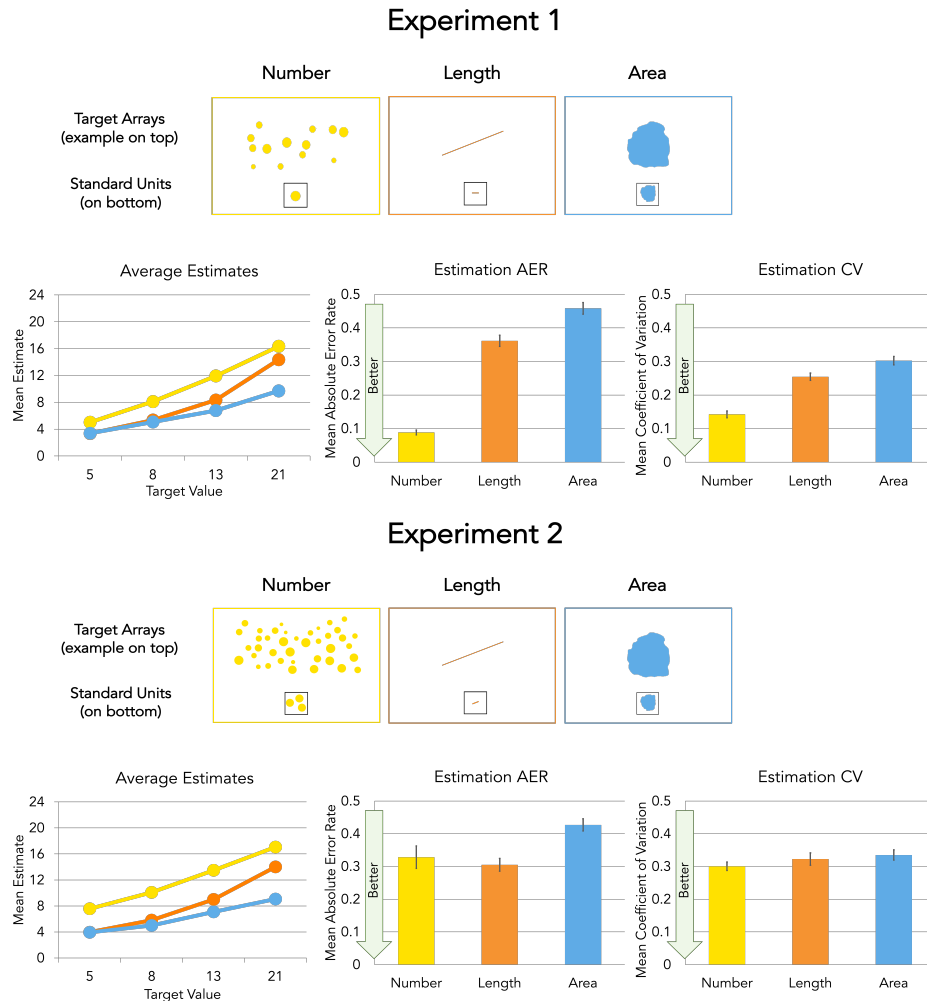 Experiment 1
Number Length Area
Target Arrays
(example on top)
Standard Units
(on bottom)
Average Estimates
Mean Estimate
24
20
16
12
8
4
0
5 8 13 21
Target Value
Estimation AER
Mean Absolute Error Rate
0.5
0.4
0.3
0.2
0.1
0
Better
Number Length Area
Estimation CV
Mean Coefficient of Variation
0.5
0.4
0.3
0.2
0.1
0
Better
Number Length Area
Experiment 2
Number Length Area
Target Arrays
(example on top)
Standard Units
(on bottom)
Average Estimates
Mean Estimate
24
20
16
12
8
4
0
5 8 13 21
Target Value
Estimation AER
Mean Absolute Error Rate
0.5
0.4
0.3
0.2
0.1
0
Better
Number Length Area
Estimation CV
Mean Coefficient of Variation
0.5
0.4
0.3
0.2
0.1
0
Better
Number Length Area